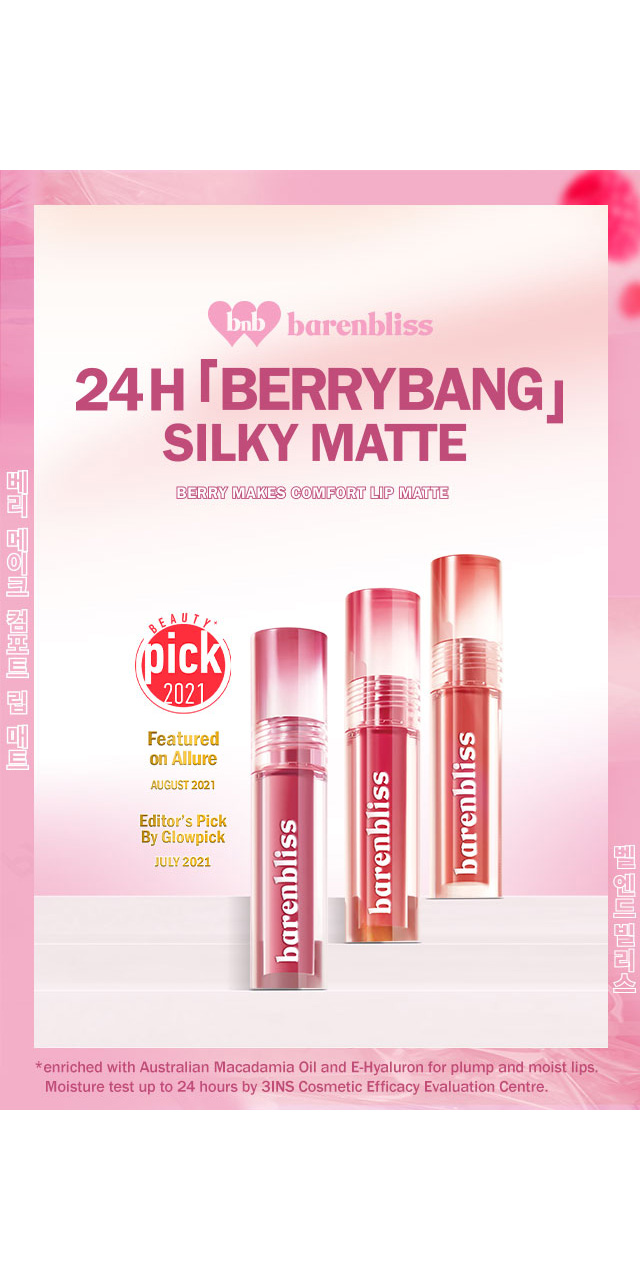 bnb barenbliss
24H「BERRYBANG」
SILKY MATTE
BERRY MAKES COMFORT LIP MATTE
베리 메이크 컴포트 립 매트
BEAUTY+
pick
2021
Featured
on Allure
AUGUST 2021
Editor's Pick
By Glowpick
JULY 2021
barenbliss
barenbliss
barenbliss
벨엔드빌리스
*enriched with Australian Macadamia Oil and E-Hyaluron for plump and moist lips.
Moisture test up to 24 hours by 3INS Cosmetic Efficacy Evaluation Centre.